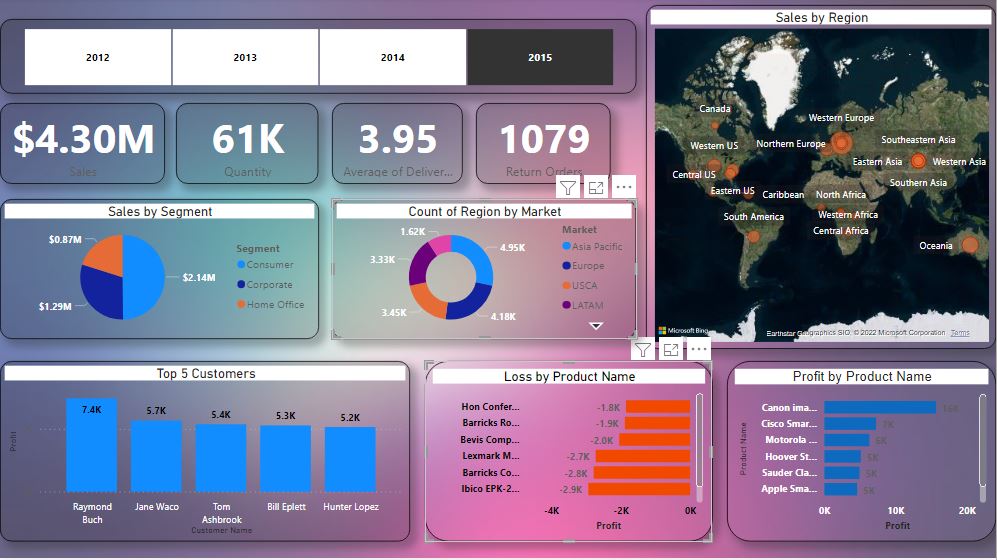 2012
2013
2014
2015
$4.30M
Sales
61K
Quantity
3.95
Average of Deliver...
1079
Return Orders
Sales by Region
Canada
Western Europe
Western US
Northern Europe
Southeastern Asia
Eastern Asia
Western Asia
Central US
Southern Asia
Eastern US
Caribbean
North Africa
South America
Western Africa
Central Africa
Oceania
Microsoft Bing
Earthstar Geographics SIO, © 2022 Microsoft Corporation Terms
Sales by Segment
$0.87M
$2.14M
$1.29M
Segment
Consumer
Corporate
Home Office
Count of Region by Market
1.62K
4.95K
3.33K
3.45K
4.18K
Market
Asia Pacific
Europe
USCA
LATAM
Top 5 Customers
Profit
7.4K
5.7K
5.4K
5.3K
5.2K
Raymond Buch
Jane Waco
Tom Ashbrook
Bill Eplett
Hunter Lopez
Customer Name
Loss by Product Name
Hon Confer... -1.8K
Barricks Ro... -1.9K
Bevis Comp... -2.0K
Lexmark M... -2.7K
Barricks Co... -2.8K
Ibico EPK-2... -2.9K
-4K -2K 0K
Profit
Profit by Product Name
Product Name
Canon ima... 16K
Cisco Smar... 7K
Motorola ... 6K
Hoover St... 5K
Sauder Cla... 5K
Apple Sma... 5K
0K 10K 20K
Profit